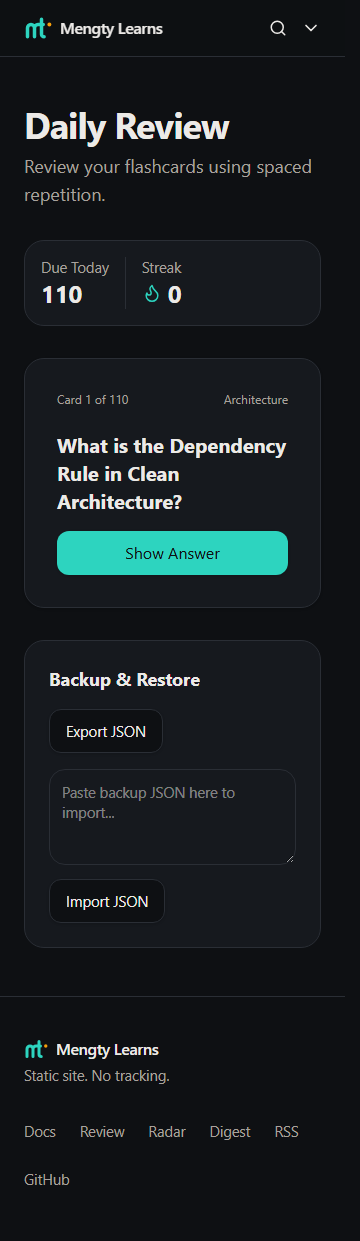 mt Mengty Learns
Daily Review
Review your flashcards using spaced
repetition.
Due Today
110
Streak
0
Card 1 of 110
Architecture
What is the Dependency
Rule in Clean
Architecture?
Show Answer
Backup & Restore
Export JSON
Paste backup JSON here to
import...
Import JSON
mt Mengty Learns
Static site. No tracking.
Docs Review Radar Digest RSS
GitHub